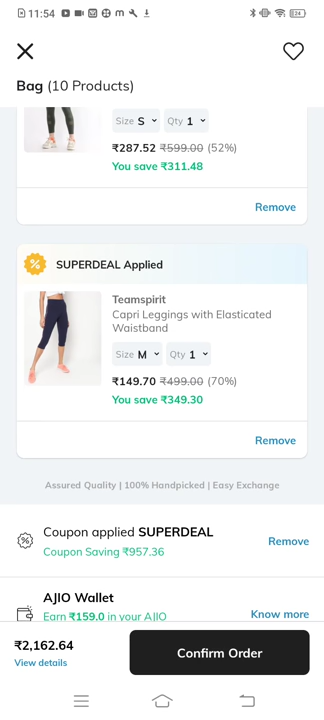 11:54
24
Bag (10 Products)
Size S Qty 1
₹287.52 ₹599.00 (52%)
You save ₹311.48
Remove
SUPERDEAL Applied
Teamspirit
Capri Leggings with Elasticated
Waistband
Size M Qty 1
₹149.70 ₹499.00 (70%)
You save ₹349.30
Remove
Assured Quality | 100% Handpicked | Easy Exchange
Coupon applied SUPERDEAL
Coupon Saving ₹957.36
Remove
AJIO Wallet
Earn ₹159.0 in your AJIO
Know more
₹2,162.64
View details
Confirm Order